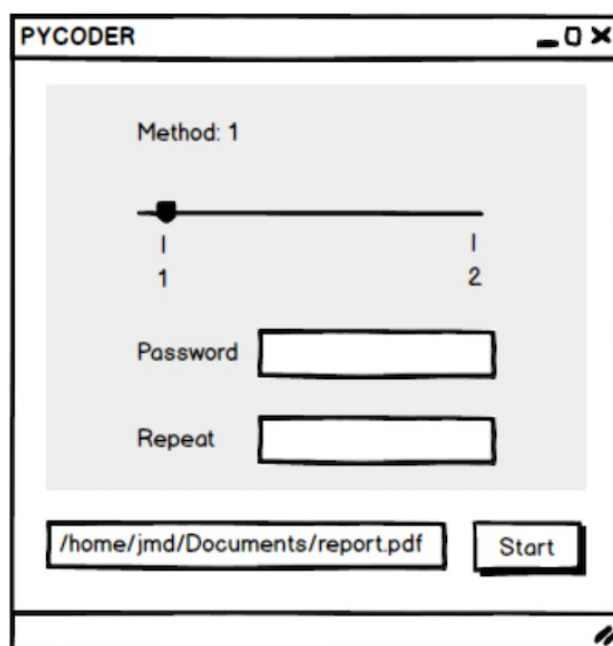 PYCODER
Method: 1
1 2
Password
Repeat
/home/jmd/Documents/report.pdf Start